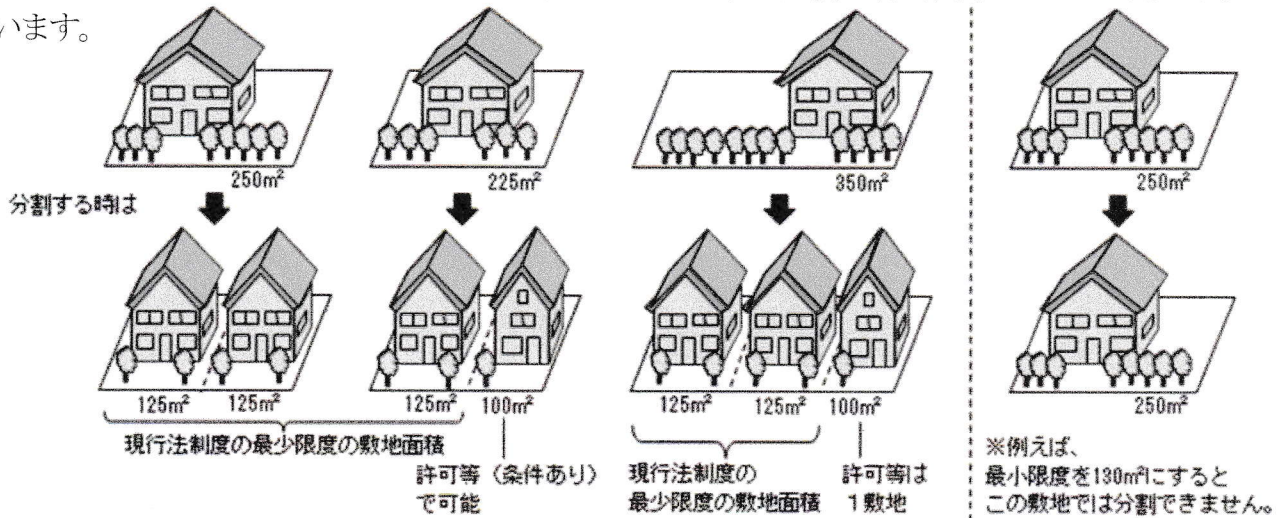 います。
250m²
225m²
350m²
250m²
分割する時は
125m² 125m²
125m² 100m²
125m² 125m² 100m²
250m²
現行法制度の最少限度の敷地面積
許可等（条件あり）
で可能
現行法制度の
最少限度の敷地面積
許可等は
1敷地
※例えば、
最小限度を130m²にすると
この敷地では分割できません。